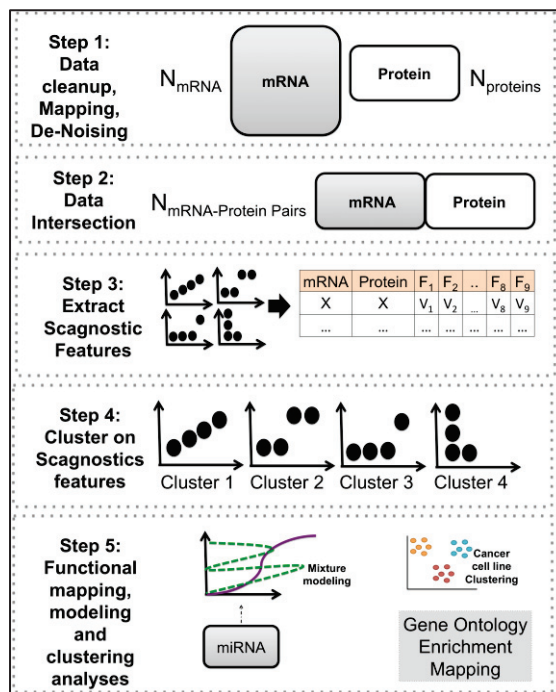 Step 1:
Data
cleanup,
Mapping,
De-Noising
NmRNA
mRNA
Protein
Nproteins
Step 2:
Data
Intersection
NmRNA-Protein Pairs
mRNA
Protein
Step 3:
Extract
Scagnostic
Features
mRNA Protein F1 F2 .. F8 F9
X X V1 V2 ... V8 V9
... ... ... ... ... ...
Step 4:
Cluster on
Scagnostics
features
Cluster 1 Cluster 2 Cluster 3 Cluster 4
Step 5:
Functional
mapping,
modeling
and
clustering
analyses
Mixture
modeling
miRNA
Cancer
cell line
Clustering
Gene Ontology
Enrichment
Mapping